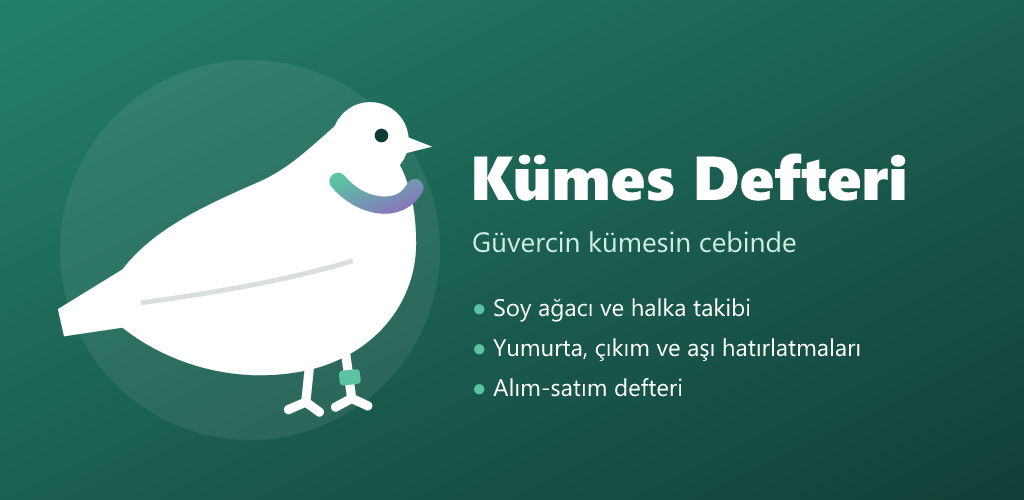 Kümes Defteri
Güvercin kümesin cebinde
Soy ağacı ve halka takibi
Yumurta, çıkım ve aşı hatırlatmaları
Alım-satım defteri